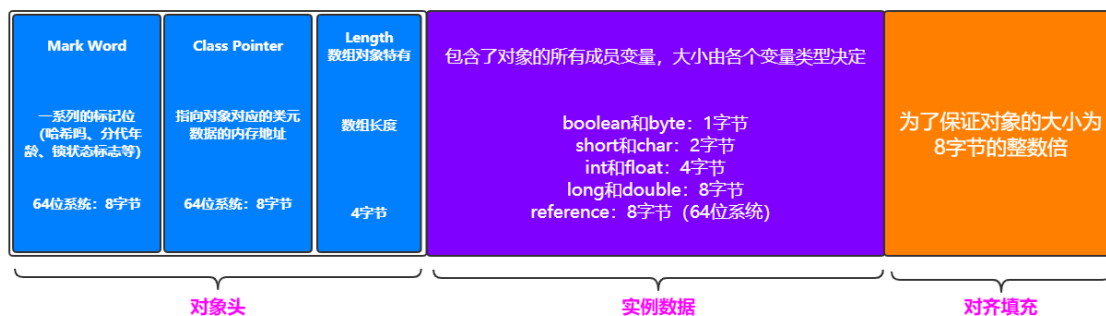 Mark Word
一系列的标记位
(哈希吗、分代年
龄、锁状态标志等)
64位系统：8字节
Class Pointer
指向对象对应的类元
数据的内存地址
64位系统：8字节
Length
数组对象特有
数组长度
4字节
包含了对象的所有成员变量，大小由各个变量类型决定
boolean和byte：1字节
short和char：2字节
int和float：4字节
long和double：8字节
reference：8字节（64位系统）
为了保证对象的大小为
8字节的整数倍
对象头
实例数据
对齐填充